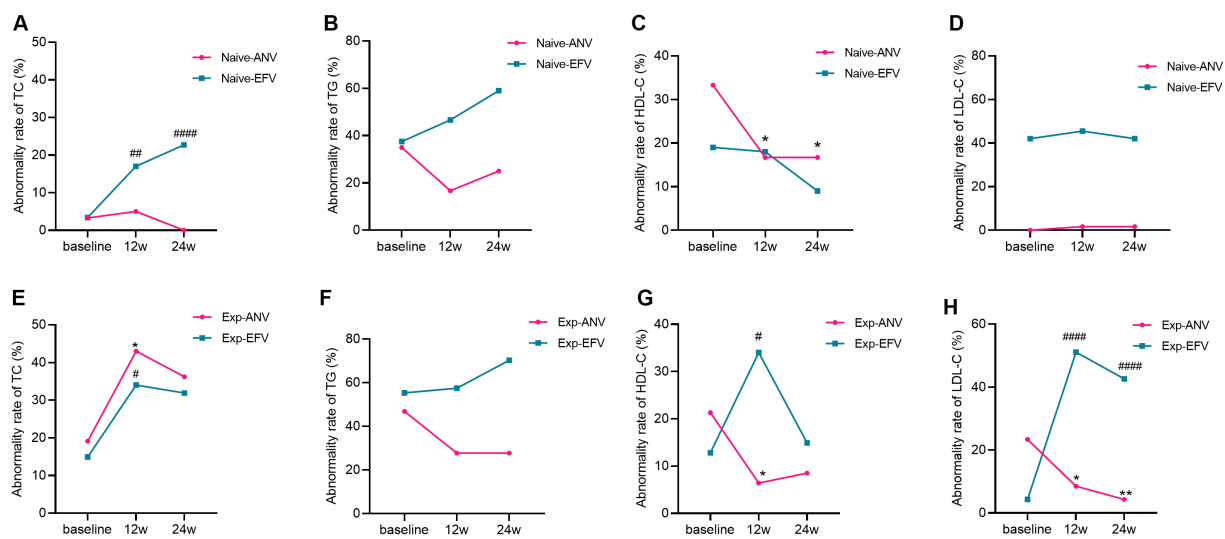 A
Abnormality rate of TC (%)
50
40
30
20
10
0
baseline 12w 24w
##
####
Naive-ANV
Naive-EFV
B
Abnormality rate of TG (%)
80
60
40
20
0
baseline 12w 24w
Naive-ANV
Naive-EFV
C
Abnormality rate of HDL-C (%)
40
30
20
10
0
baseline 12w 24w
*
*
Naive-ANV
Naive-EFV
D
Abnormality rate of LDL-C (%)
80
60
40
20
0
baseline 12w 24w
Naive-ANV
Naive-EFV
E
Abnormality rate of TC (%)
50
40
30
20
10
0
baseline 12w 24w
*
#
Exp-ANV
Exp-EFV
F
Abnormality rate of TG (%)
80
60
40
20
0
baseline 12w 24w
Exp-ANV
Exp-EFV
G
Abnormality rate of HDL-C (%)
40
30
20
10
0
baseline 12w 24w
#
*
Exp-ANV
Exp-EFV
H
Abnormality rate of LDL-C (%)
60
40
20
0
baseline 12w 24w
####
####
*
**
Exp-ANV
Exp-EFV